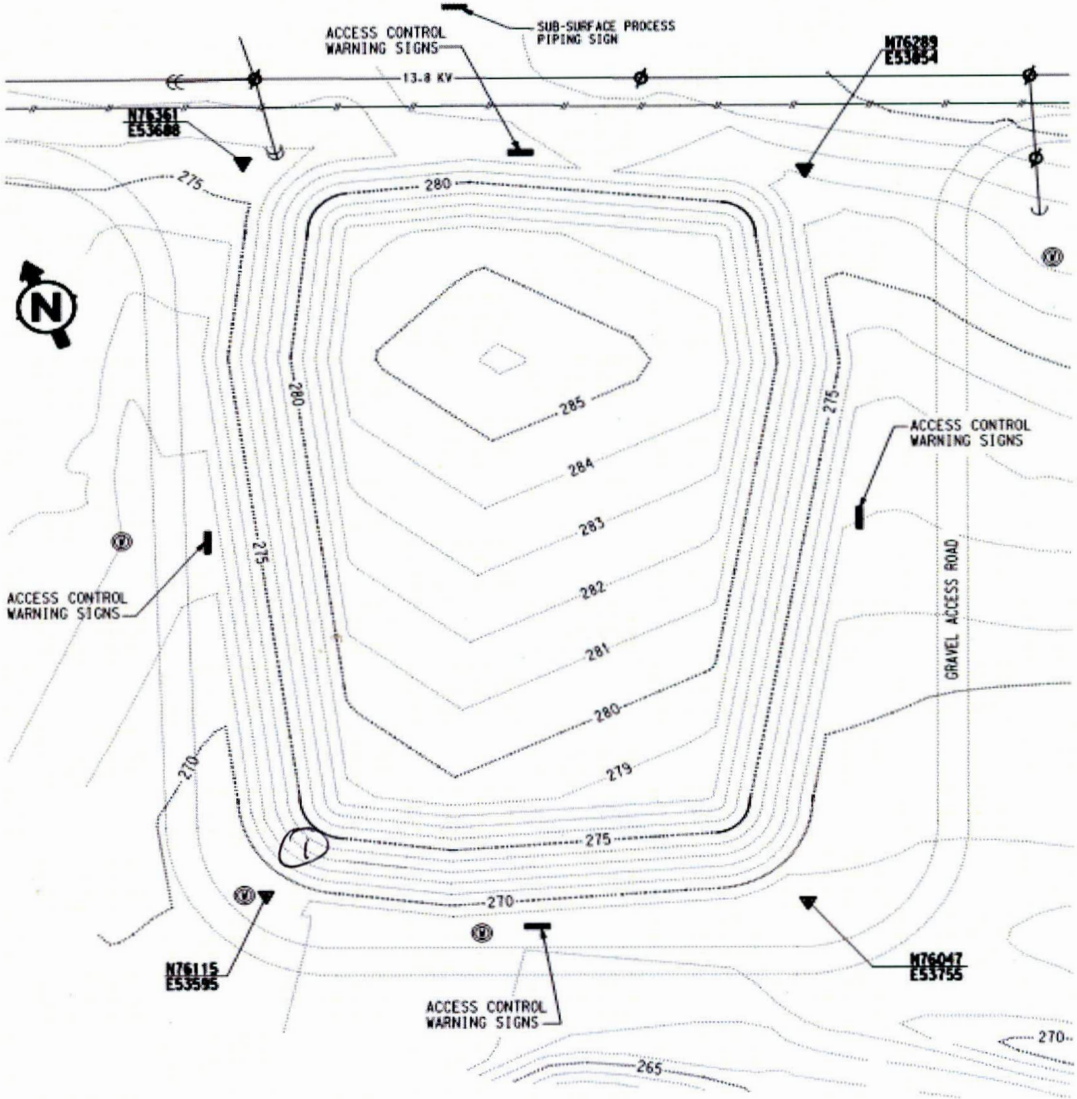 SUB-SURFACE PROCESS
PIPING SIGN
ACCESS CONTROL
WARNING SIGNS
N76289
E53854
13.8 KV
N76361
E53688
275
280
N
280
285
275
ACCESS CONTROL
WARNING SIGNS
284
283
275
GRAVEL ACCESS ROAD
282
ACCESS CONTROL
WARNING SIGNS
281
280
270
279
275
1
270
N76115
E53595
N76047
E53755
ACCESS CONTROL
WARNING SIGNS
270
265